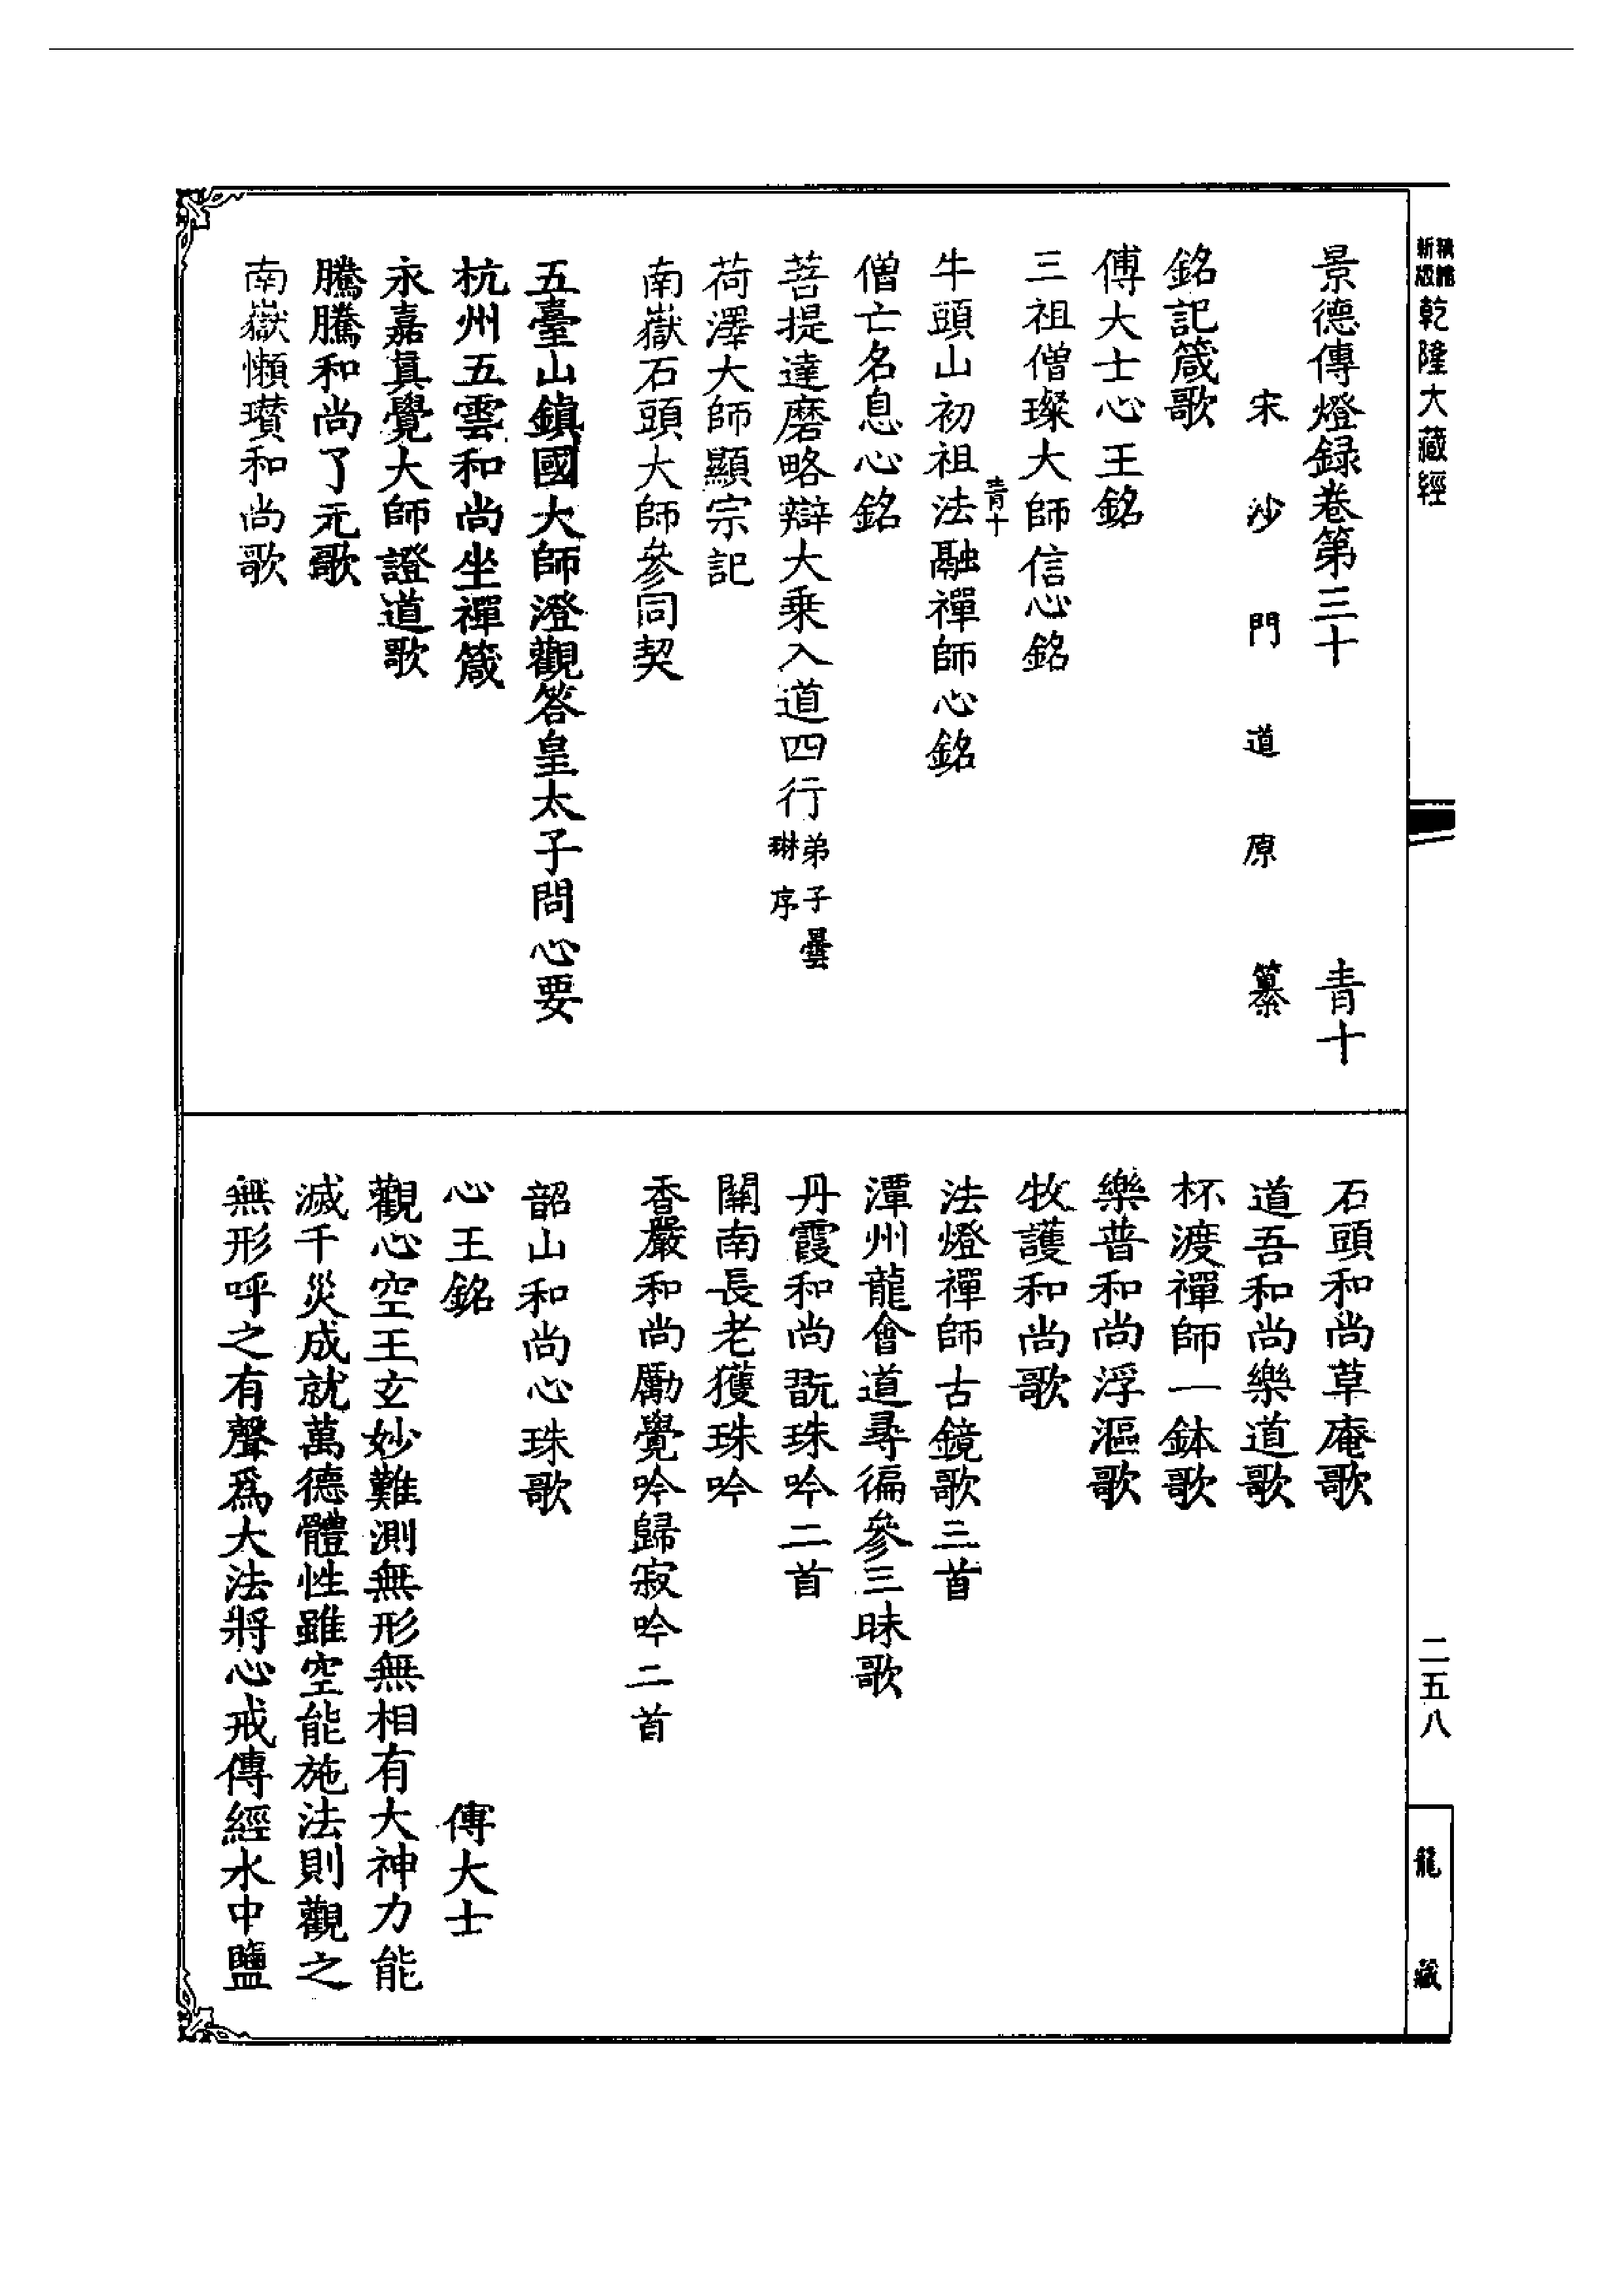 新版
乾隆大藏經
二五八
龍藏
景德傳燈錄卷第三十 青十
宋沙門道原纂
銘記箴歌
傅大士心王銘
三祖僧璨大師信心銘
青十
牛頭山初祖法融禪師心銘
僧亡名息心銘
菩提達磨略辯大乘入道四行弟子曇琳序
荷澤大師顯宗記
南嶽石頭大師參同契
五臺山鎮國大師澄觀答皇太子問心要
杭州五雲和尚坐禪箴
永嘉真覺大師證道歌
騰騰和尚了元歌
南嶽懶瓚和尚歌
石頭和尚草庵歌
道吾和尚樂道歌
杯渡禪師一鉢歌
樂普和尚浮漚歌
牧護和尚歌
法燈禪師古鏡歌三首
潭州龍會道尋徧參三昧歌
丹霞和尚翫珠吟二首
關南長老獲珠吟
香嚴和尚勵覺吟歸寂吟二首
韶山和尚心珠歌
心王銘 傅大士
觀心空王玄妙難測無形無相有大神力能
滅千災成就萬德體性雖空能施法則觀之
無形呼之有聲為大法將心戒傳經水中鹽